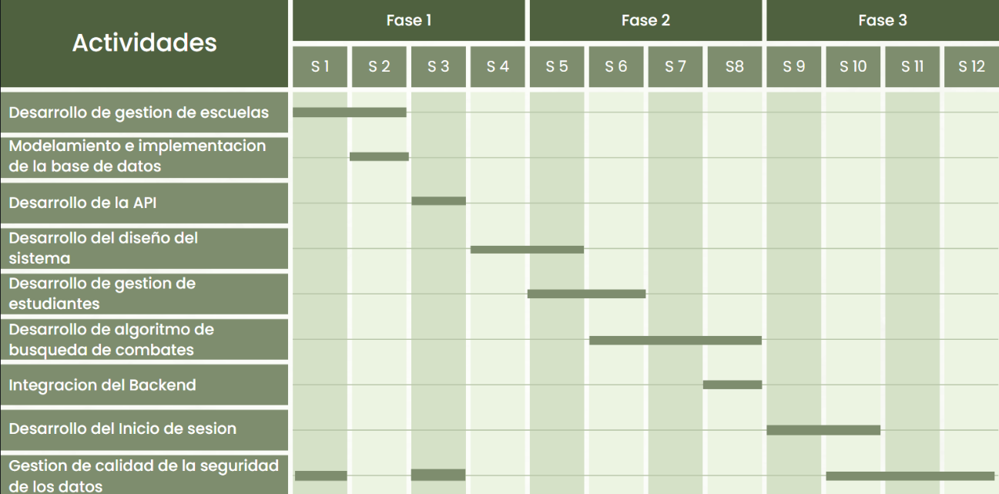 Actividades
Fase 1
Fase 2
Fase 3
S 1
S 2
S 3
S 4
S 5
S 6
S 7
S8
S 9
S 10
S 11
S 12
Desarrollo de gestion de escuelas
Modelamiento e implementacion
de la base de datos
Desarrollo de la API
Desarrollo del diseño del
sistema
Desarrollo de gestion de
estudiantes
Desarrollo de algoritmo de
busqueda de combates
Integracion del Backend
Desarrollo del Inicio de sesion
Gestion de calidad de la seguridad
de los datos